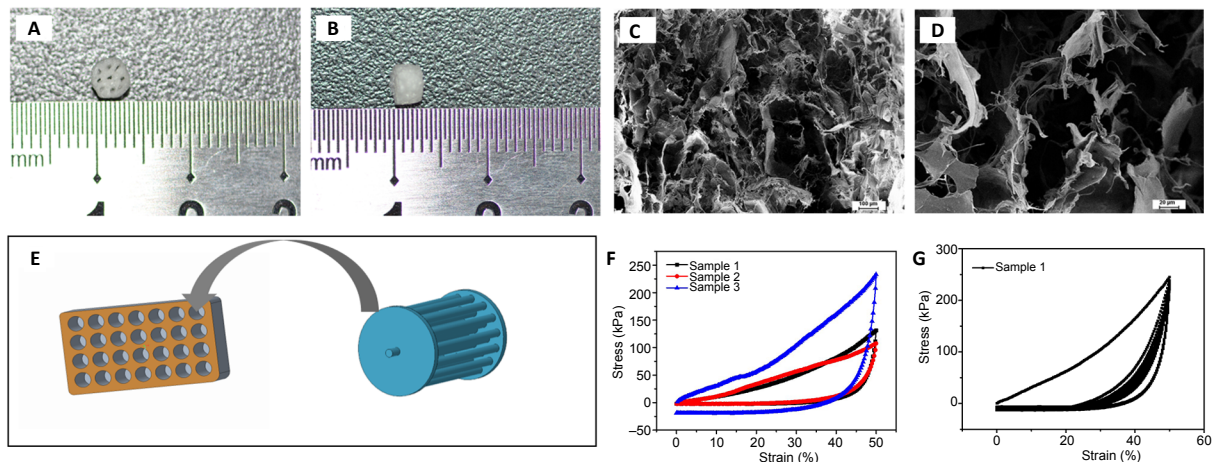 A
B
C
D
mm
1
mm
1
100 µm
20 µm
E
F
G
Sample 1
Sample 2
Sample 3
250
200
150
100
50
0
–50
Stress (kPa)
0
10
20
30
40
50
Strain (%)
Sample 1
300
200
100
0
Stress (kPa)
0
20
40
60
Strain (%)